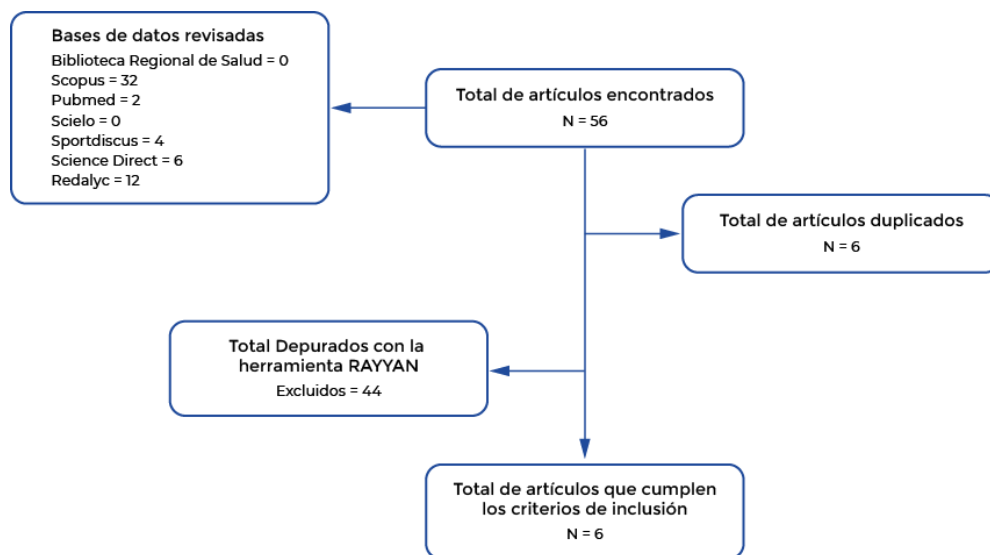 Bases de datos revisadas
Biblioteca Regional de Salud = 0
Scopus = 32
Pubmed = 2
Scielo = 0
Sportdiscus = 4
Science Direct = 6
Redalyc = 12
Total de artículos encontrados
N = 56
Total de artículos duplicados
N = 6
Total Depurados con la
herramienta RAYYAN
Excluidos = 44
Total de artículos que cumplen
los criterios de inclusión
N = 6